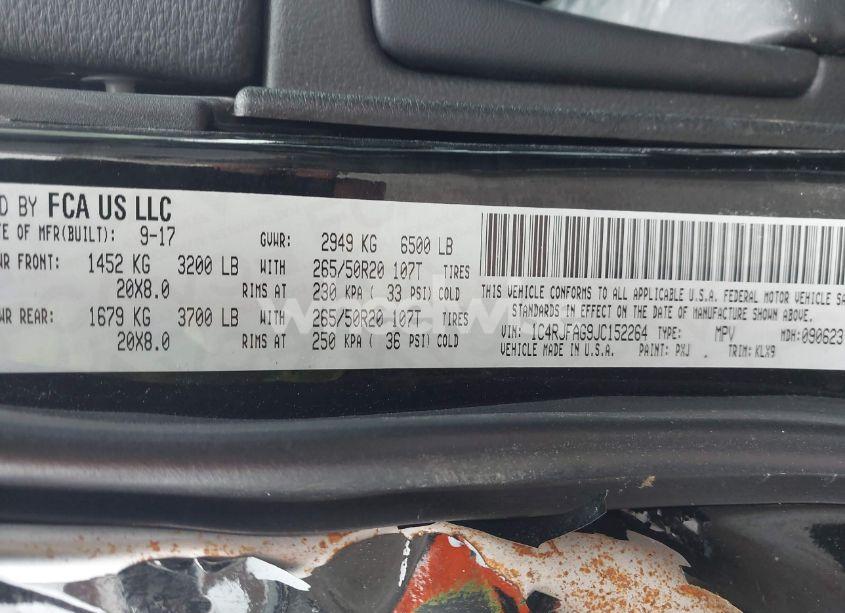 D BY FCA US LLC
TE OF MFR(BUILT): 9-17 GVWR: 2949 KG 6500 LB
WR FRONT: 1452 KG 3200 LB WITH 265/50R20 107T TIRES
20X8.0 RIMS AT 230 KPA ( 33 PSI) COLD
WR REAR: 1679 KG 3700 LB WITH 265/50R20 107T TIRES
20X8.0 RIMS AT 250 KPA ( 36 PSI) COLD
THIS VEHICLE CONFORMS TO ALL APPLICABLE U.S.A. FEDERAL MOTOR VEHICLE SA
STANDARDS IN EFFECT ON THE DATE OF MANUFACTURE SHOWN ABOVE.
VIN: 1C4RJFAG9JC152264 TYPE: MPV MDH: 090623
VEHICLE MADE IN U.S.A. PAINT: PXJ TRIM: KLX9